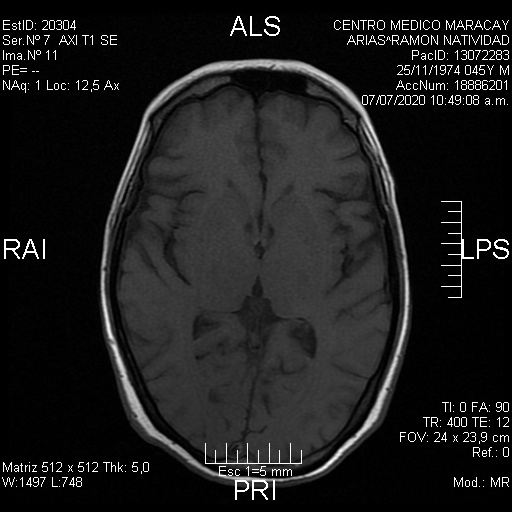 EstID: 20304
Ser.Nº 7 AXI T1 SE
Ima.Nº 11
PE= --
NAq: 1 Loc: 12,5 Ax
ALS
CENTRO MEDICO MARACAY
ARIAS^RAMON NATIVIDAD
PacID: 13072283
25/11/1974 045Y M
AccNum: 18886201
07/07/2020 10:49:08 a.m.
RAI
LPS
TI: 0 FA: 90
TR: 400 TE: 12
FOV: 24 x 23,9 cm
Ref.: 0
Mod.: MR
Matriz 512 x 512 Thk: 5,0
W:1497 L:748
Esc 1=5 mm
PRI